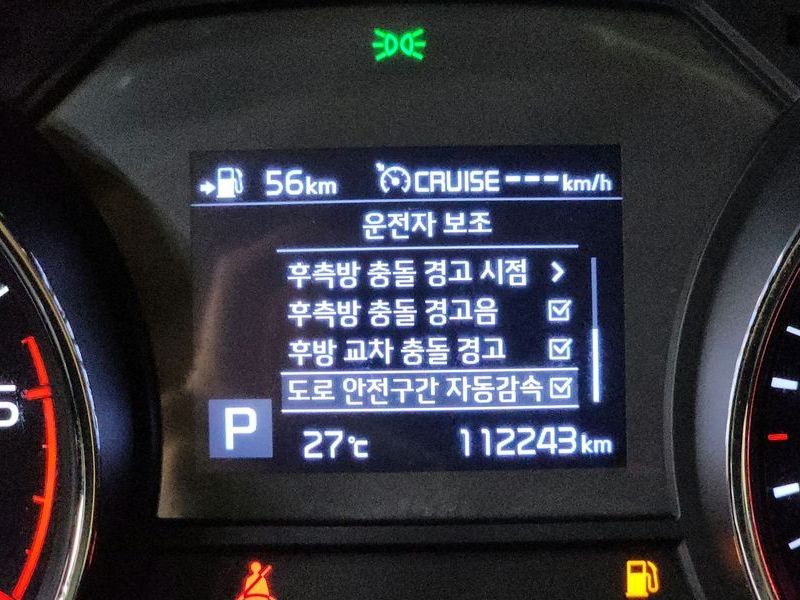 56km CRUISE ---km/h
운전자 보조
후측방 충돌 경고 시점
후측방 충돌 경고음
후방 교차 충돌 경고
도로 안전구간 자동감속
P 27℃ 112243km